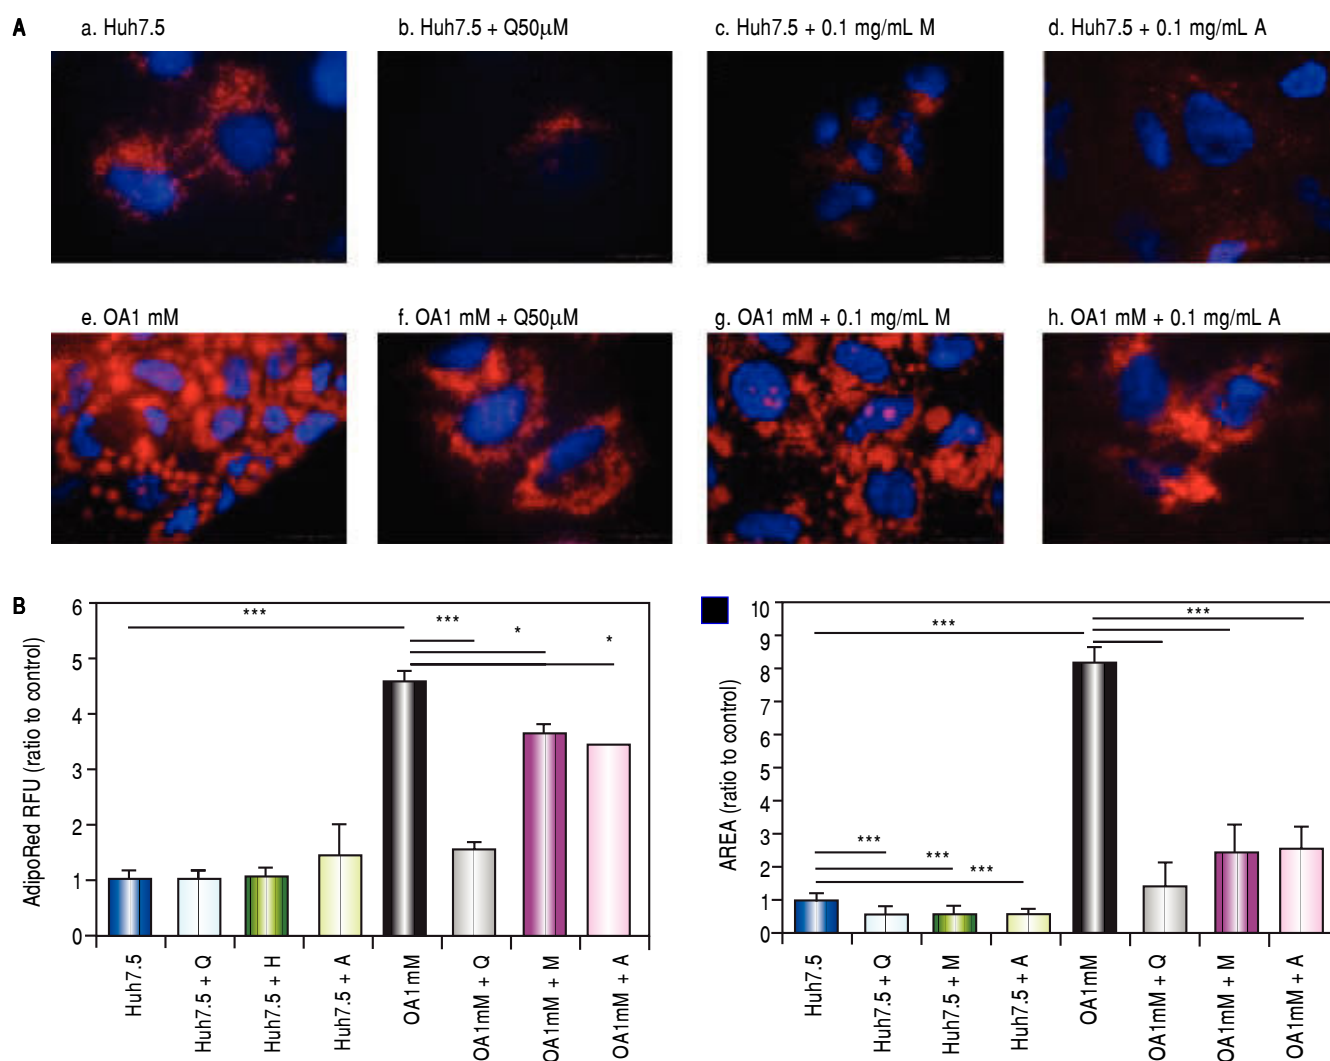 A
a. Huh7.5
b. Huh7.5 + Q50μM
c. Huh7.5 + 0.1 mg/mL M
d. Huh7.5 + 0.1 mg/mL A
e. OA1 mM
f. OA1 mM + Q50μM
g. OA1 mM + 0.1 mg/mL M
h. OA1 mM + 0.1 mg/mL A
B
AdipoRed RFU (ratio to control)
6
5
4
3
2
1
0
***
***
*
*
Huh7.5
Huh7.5 + Q
Huh7.5 + H
Huh7.5 + A
OA1mM
OA1mM + Q
OA1mM + M
OA1mM + A
AREA (ratio to control)
10
9
8
7
6
5
4
3
2
1
0
***
***
***
***
***
Huh7.5
Huh7.5 + Q
Huh7.5 + M
Huh7.5 + A
OA1mM
OA1mM + Q
OA1mM + M
OA1mM + A